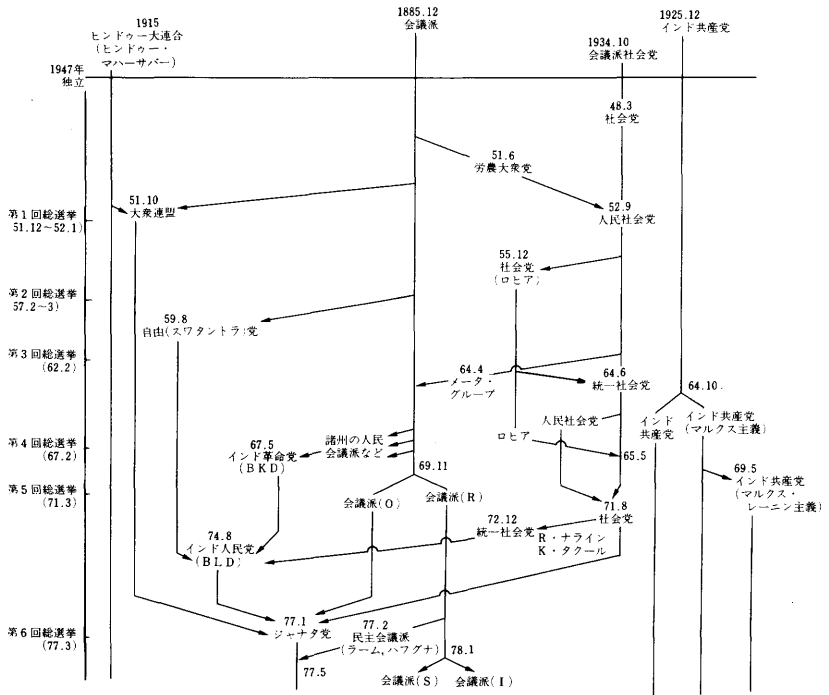 1885.12
会議派
1915
ヒンドゥー大連合
(ヒンドゥー・
マハーサバー)
1925.12
インド共産党
1934.10
会議派社会党
1947年
独立
48.3
社会党
51.6
労農大衆党
51.10
大衆連盟
52.9
人民社会党
第1回総選挙
51.12~52.1)
55.12
社会党
(ロヒア)
第2回総選挙
57.2~3)
59.8
自由(スワタントラ)党
第3回総選挙
(62.2)
64.4
メータ・
グループ
64.6
統一社会党
64.10.
インド
共産党
インド共産党
(マルクス主義)
人民社会党
ロヒア
65.5
諸州の人民
会議派など
第4回総選挙
(67.2)
67.5
インド革命党
(BKD)
69.11
69.5
インド共産党
(マルクス・
レーニン主義)
第5回総選挙
(71.3)
会議派(O)
会議派(R)
71.8
社会党
72.12
統一社会党
R・ナライン
K・タクール
74.8
インド人民党
(BLD)
第6回総選挙
(77.3)
77.1
ジャナタ党
77.2
民主会議派
(ラーム,ハフグナ)
78.1
77.5
会議派(S)
会議派(I)